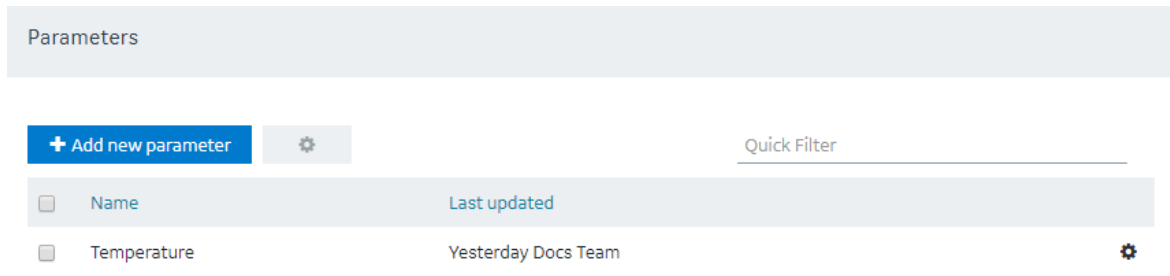 Parameters
Add new parameter Quick Filter
Name Last updated
Temperature Yesterday Docs Team